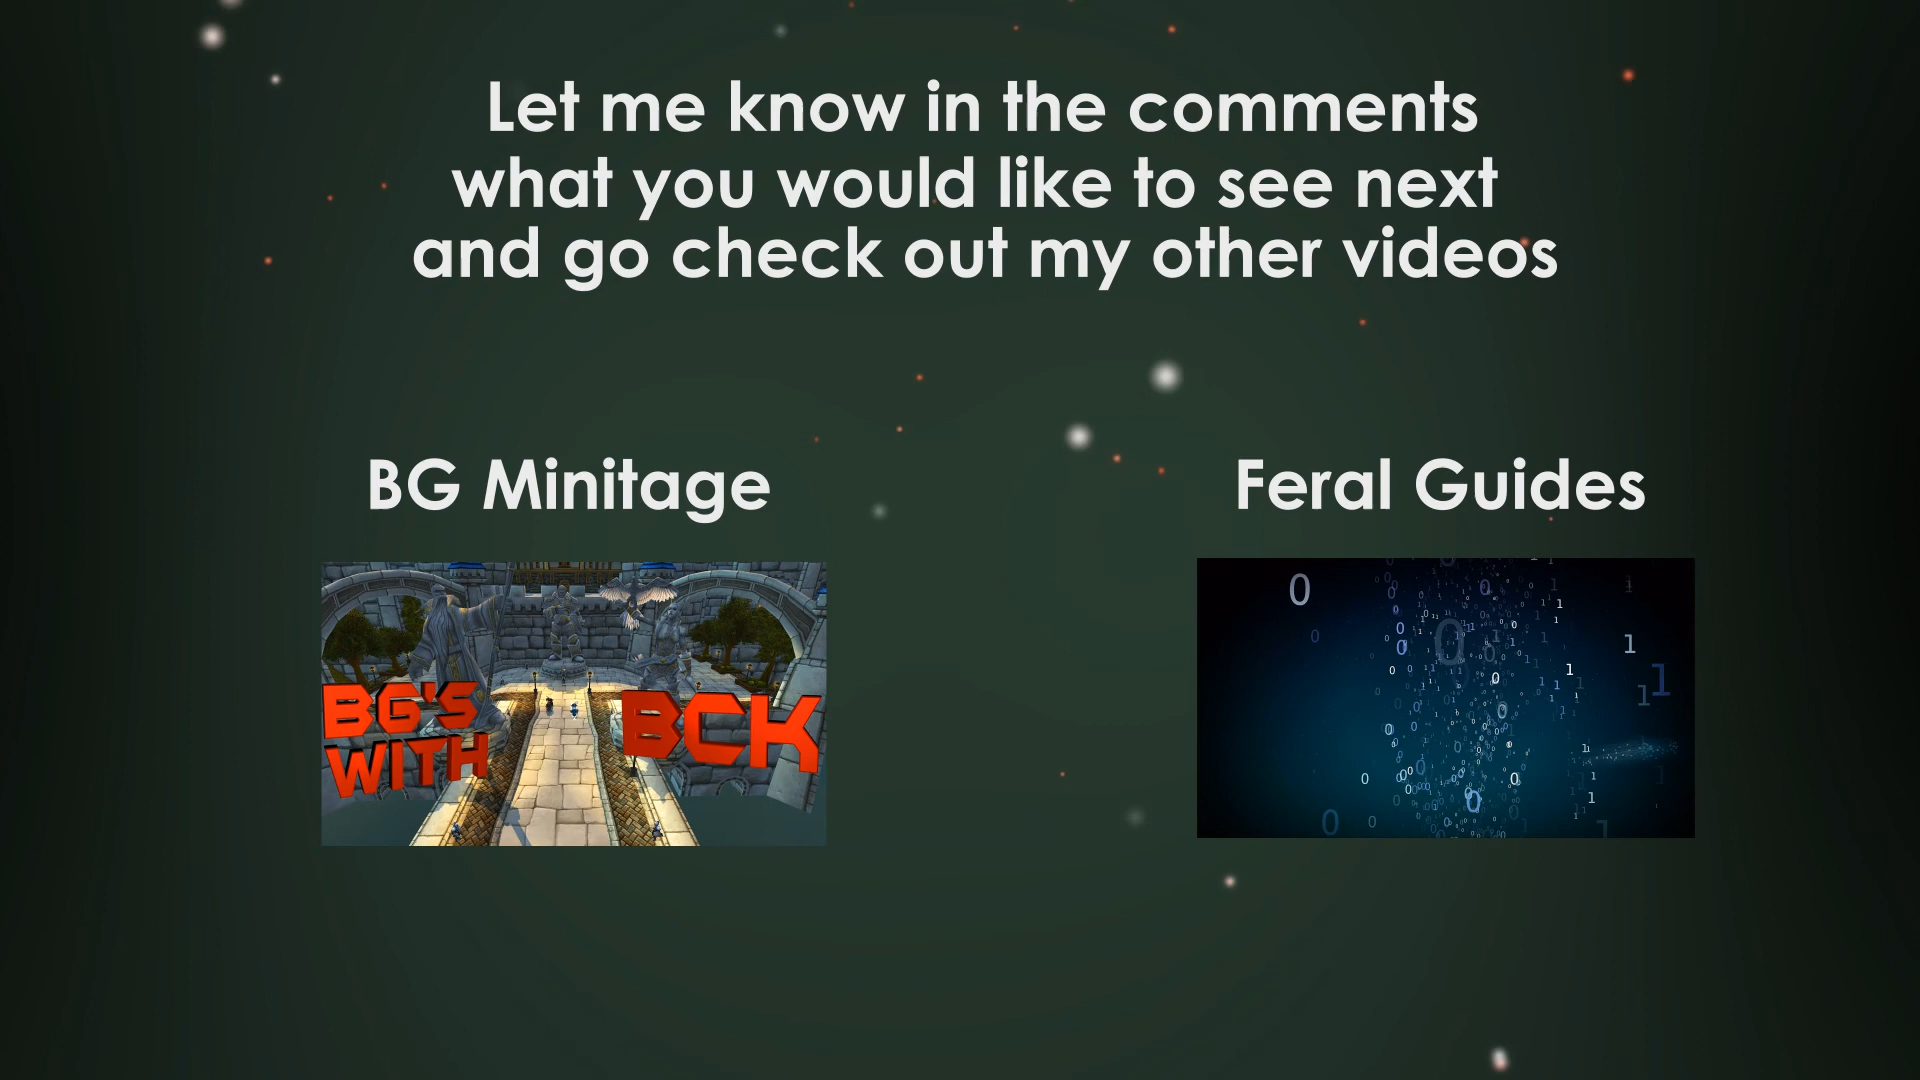 Let me know in the comments
what you would like to see next
and go check out my other videos
BG Minitage
Feral Guides
BG'S
WITH
BCK